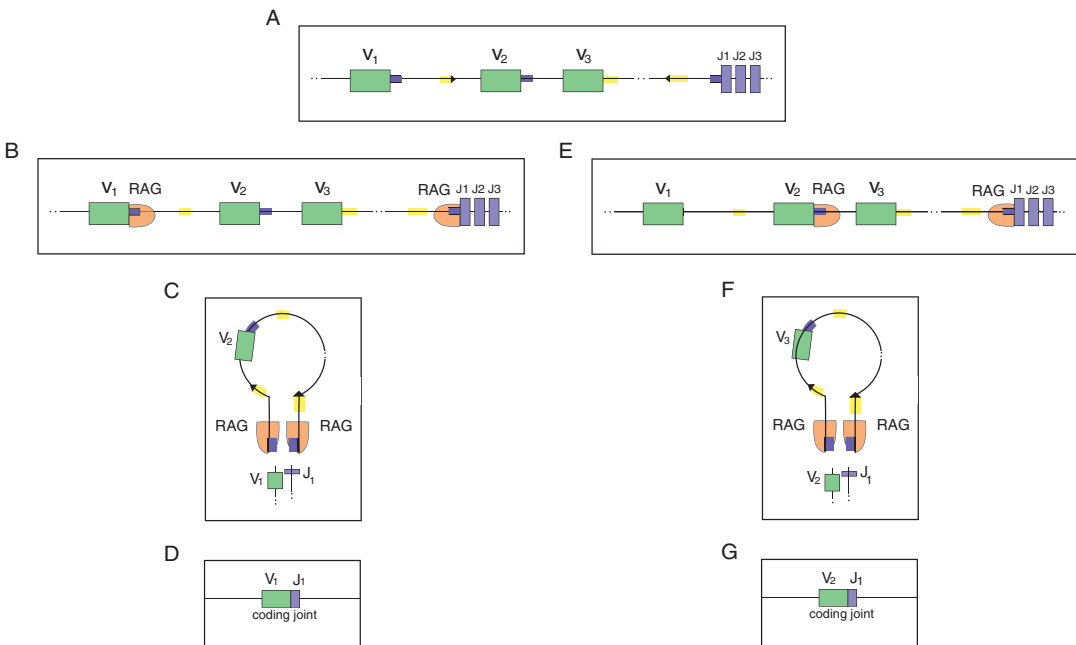 A
V1 V2 V3 J1 J2 J3
B
V1 RAG V2 V3 RAG J1 J2 J3
E
V1 V2 RAG V3 RAG J1 J2 J3
C
V2
RAG RAG
V1 J1
F
V3
RAG RAG
V2 J1
D
V1 J1
coding joint
G
V2 J1
coding joint